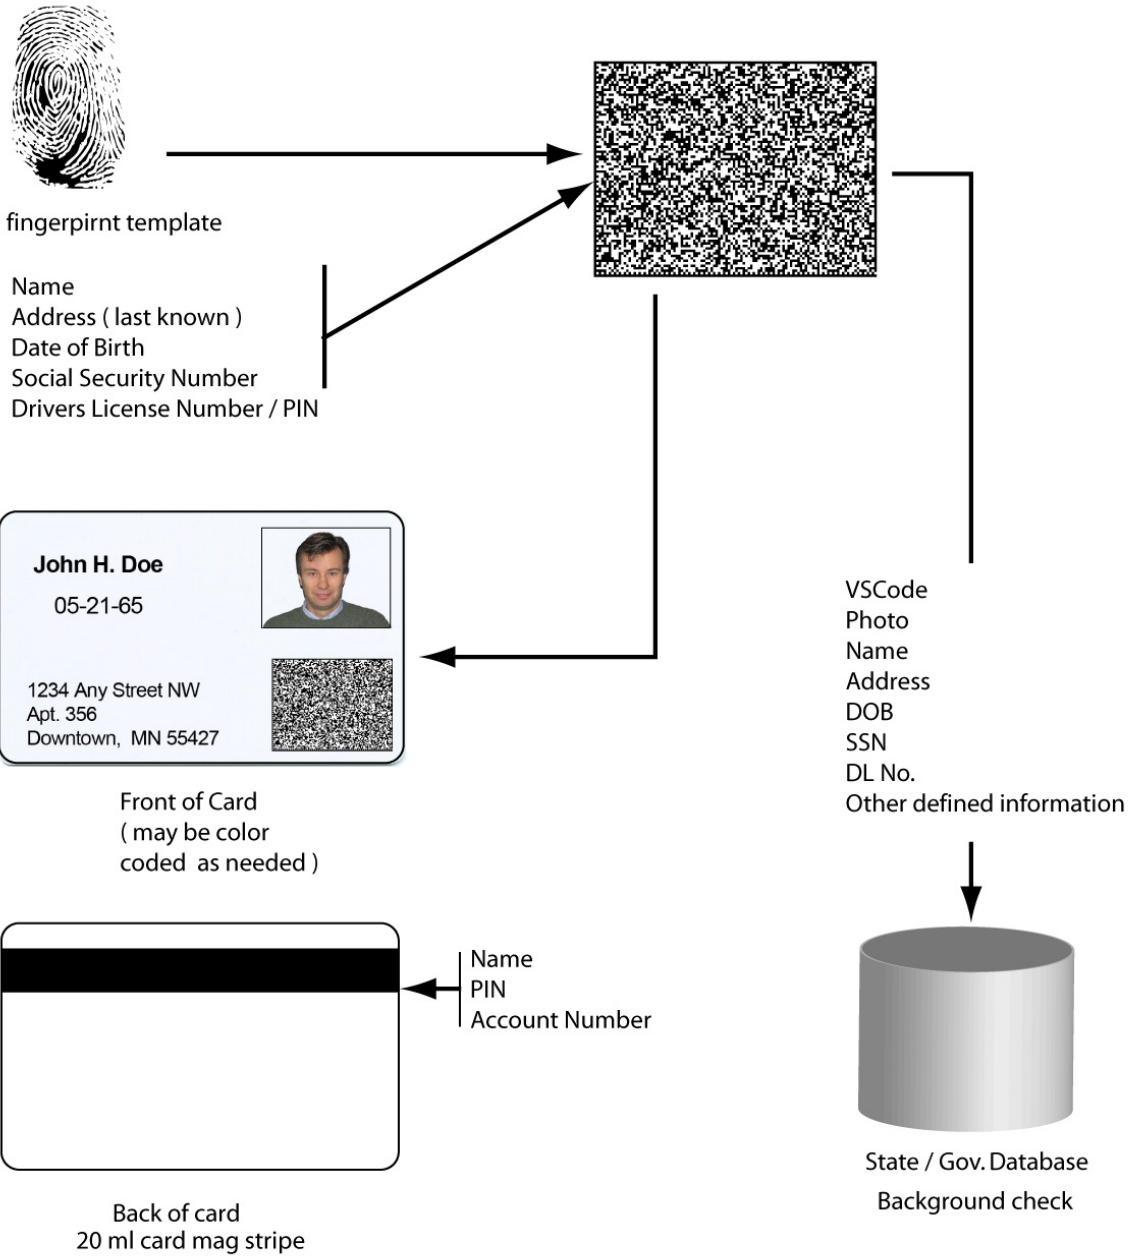 fingerpirnt template
Name
Address ( last known )
Date of Birth
Social Security Number
Drivers License Number / PIN
John H. Doe
05-21-65
1234 Any Street NW
Apt. 356
Downtown,  MN 55427
Front of Card
( may be color
coded  as needed )
VSCode
Photo
Name
Address
DOB
SSN
DL No.
Other defined information
Name
PIN
Account Number
Back of card
20 ml card mag stripe
State / Gov. Database
Background check